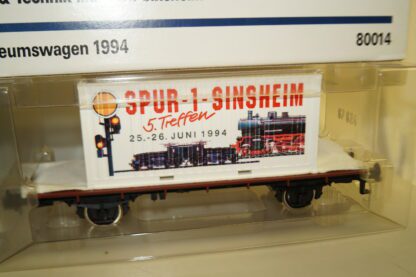 eumswagen 1994
80014
SPUR-1-SINSHEIM
5. Treffen
25.-26. JUNI 1994